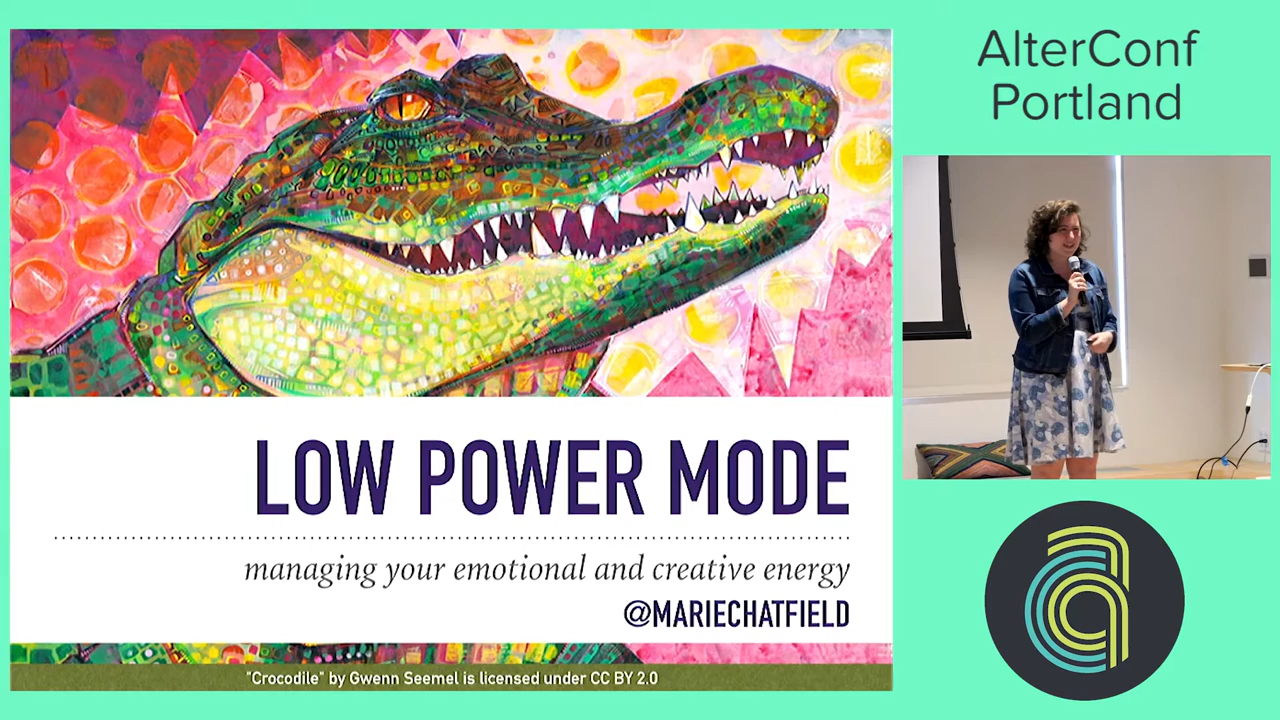 AlterConf
Portland
LOW POWER MODE
managing your emotional and creative energy
@MARIECHATFIELD
"Crocodile" by Gwenn Seemel is licensed under CC BY 2.0